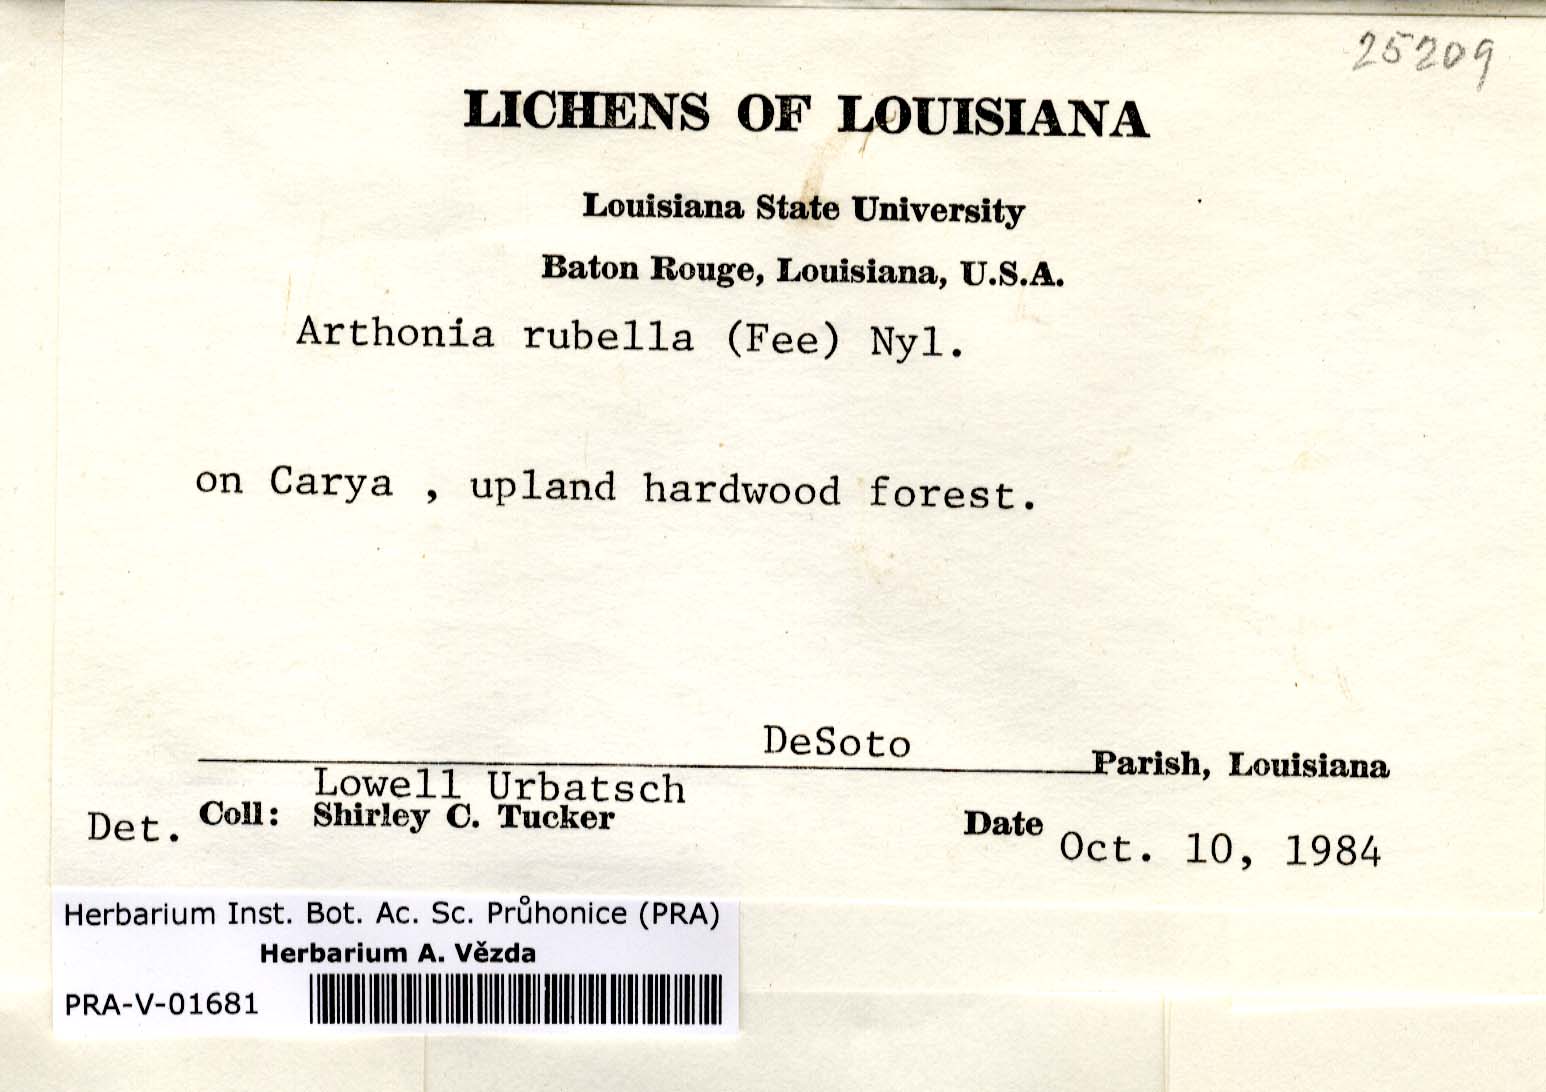 25209
LICHENS OF LOUISIANA
Louisiana State University
Baton Rouge, Louisiana, U.S.A.
Arthonia rubella (Fee) Nyl.
on Carya , upland hardwood forest.
DeSoto Parish, Louisiana
Lowell Urbatsch
Det. Coll: Shirley C. Tucker Date Oct. 10, 1984
Herbarium Inst. Bot. Ac. Sc. Průhonice (PRA)
Herbarium A. Vězda
PRA-V-01681